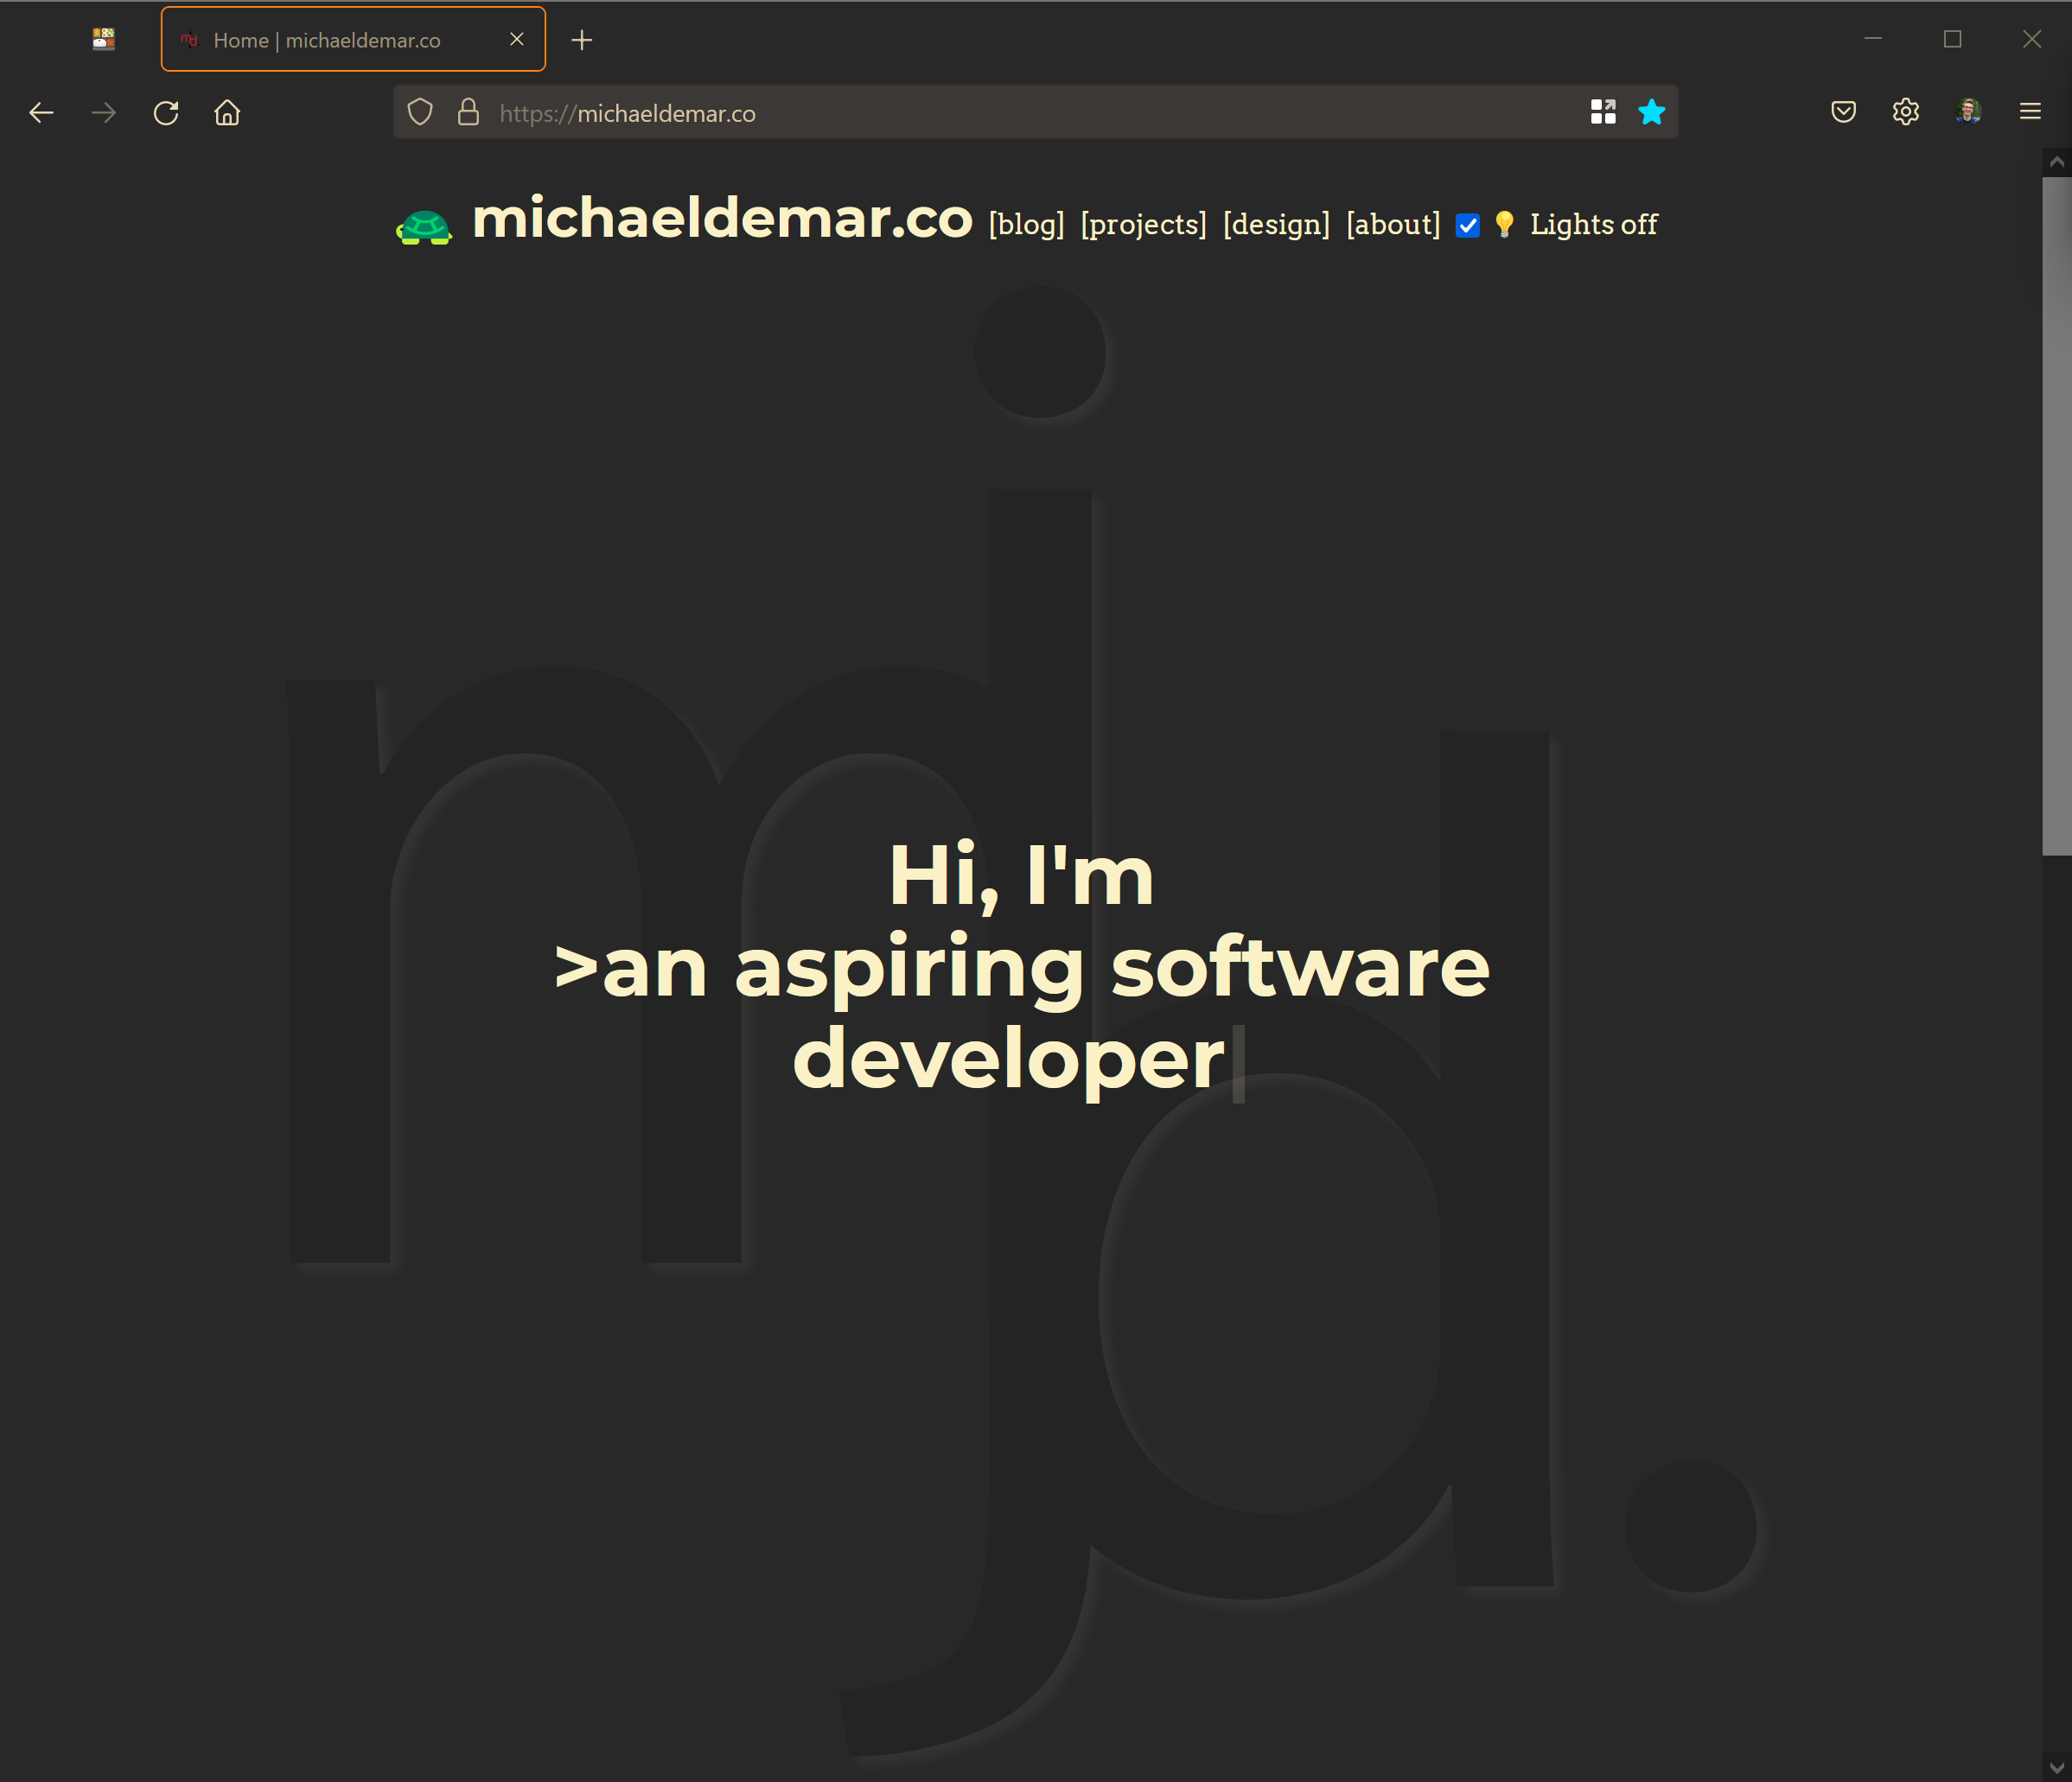 Home | michaeldemar.co
https://michaeldemar.co
michaeldemar.co [blog] [projects] [design] [about] Lights off
Hi, I'm
>an aspiring software
developer|
mjd.